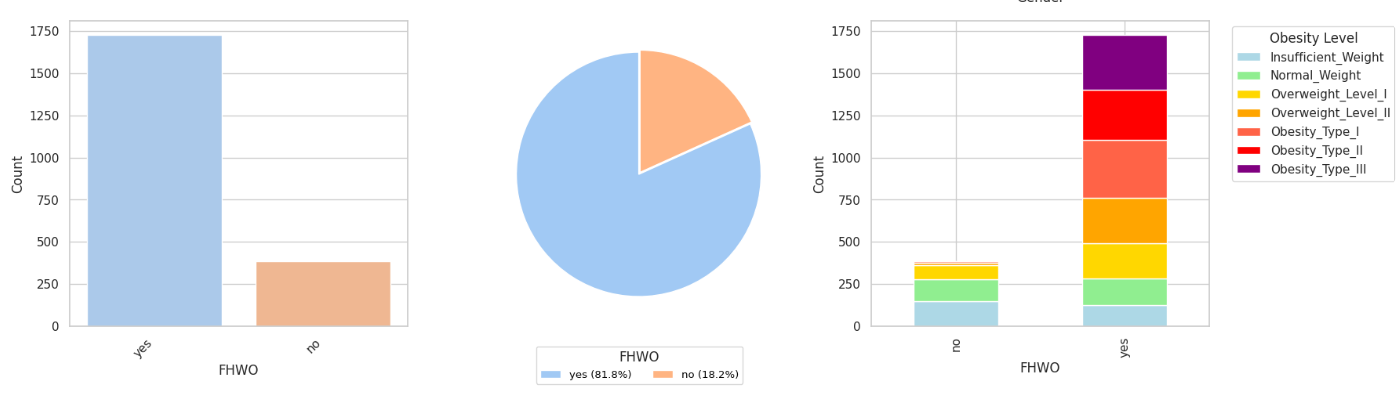 1750
1500
1250
1000
750
500
250
0
Count
yes
no
FHWO
FHWO
yes (81.8%)
no (18.2%)
Gender
1750
1500
1250
1000
750
500
250
0
Count
no
yes
FHWO
Obesity Level
Insufficient_Weight
Normal_Weight
Overweight_Level_I
Overweight_Level_II
Obesity_Type_I
Obesity_Type_II
Obesity_Type_III